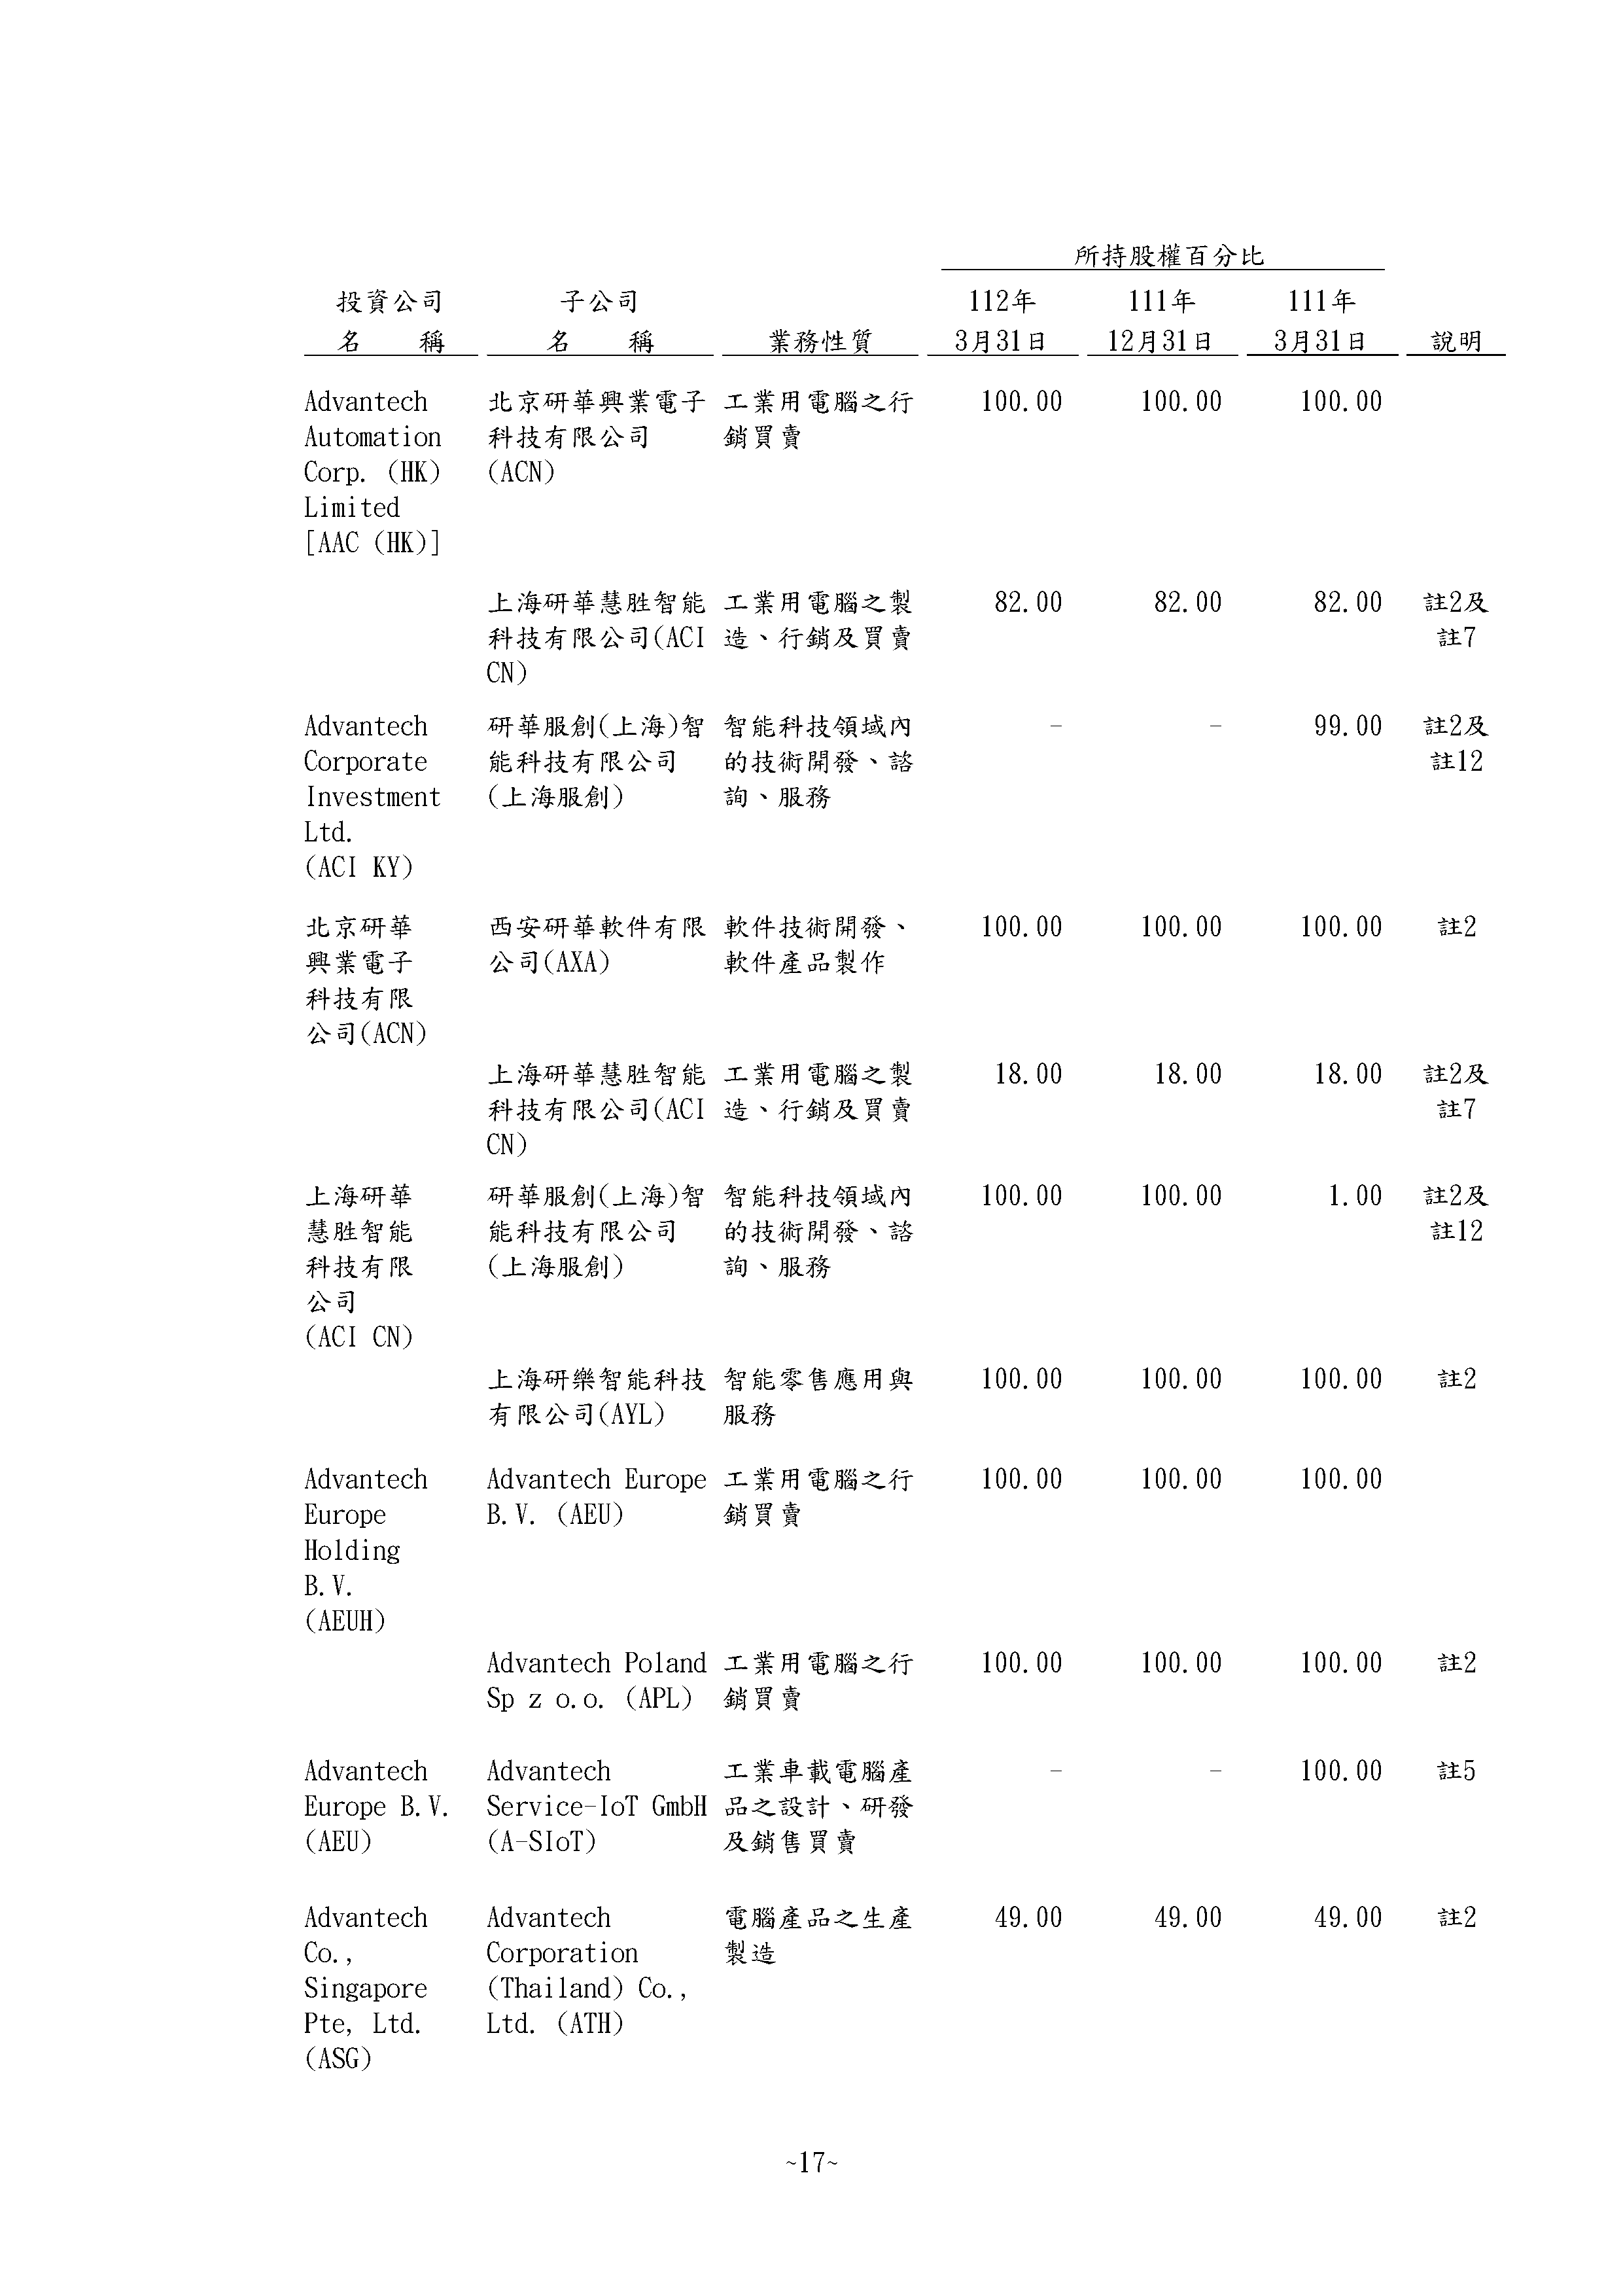 所持股權百分比
投資公司 子公司 112年 111年 111年
名 稱 名 稱 業務性質 3月31日 12月31日 3月31日 說明
Advantech 北京研華興業電子 工業用電腦之行 100.00 100.00 100.00
Automation 科技有限公司 銷買賣
Corp. (HK) (ACN)
Limited
[AAC (HK)]
上海研華慧胜智能 工業用電腦之製 82.00 82.00 82.00 註2及
科技有限公司(ACI 造、行銷及買賣 註7
CN)
Advantech 研華服創(上海)智 智能科技領域內 – – 99.00 註2及
Corporate 能科技有限公司 的技術開發、諮 註12
Investment (上海服創) 詢、服務
Ltd.
(ACI KY)
北京研華 西安研華軟件有限 軟件技術開發、 100.00 100.00 100.00 註2
興業電子 公司(AXA) 軟件產品製作
科技有限
公司(ACN)
上海研華慧胜智能 工業用電腦之製 18.00 18.00 18.00 註2及
科技有限公司(ACI 造、行銷及買賣 註7
CN)
上海研華 研華服創(上海)智 智能科技領域內 100.00 100.00 1.00 註2及
慧胜智能 能科技有限公司 的技術開發、諮 註12
科技有限 (上海服創) 詢、服務
公司
(ACI CN)
上海研樂智能科技 智能零售應用與 100.00 100.00 100.00 註2
有限公司(AYL) 服務
Advantech Advantech Europe 工業用電腦之行 100.00 100.00 100.00
Europe B.V. (AEU) 銷買賣
Holding
B.V.
(AEUH)
Advantech Poland 工業用電腦之行 100.00 100.00 100.00 註2
Sp z o.o. (APL) 銷買賣
Advantech Advantech 工業車載電腦產 – – 100.00 註5
Europe B.V. Service-IoT GmbH 品之設計、研發
(AEU) (A-SIoT) 及銷售買賣
Advantech Advantech 電腦產品之生產 49.00 49.00 49.00 註2
Co., Corporation 製造
Singapore (Thailand) Co.,
Pte, Ltd. Ltd. (ATH)
(ASG)
~17~